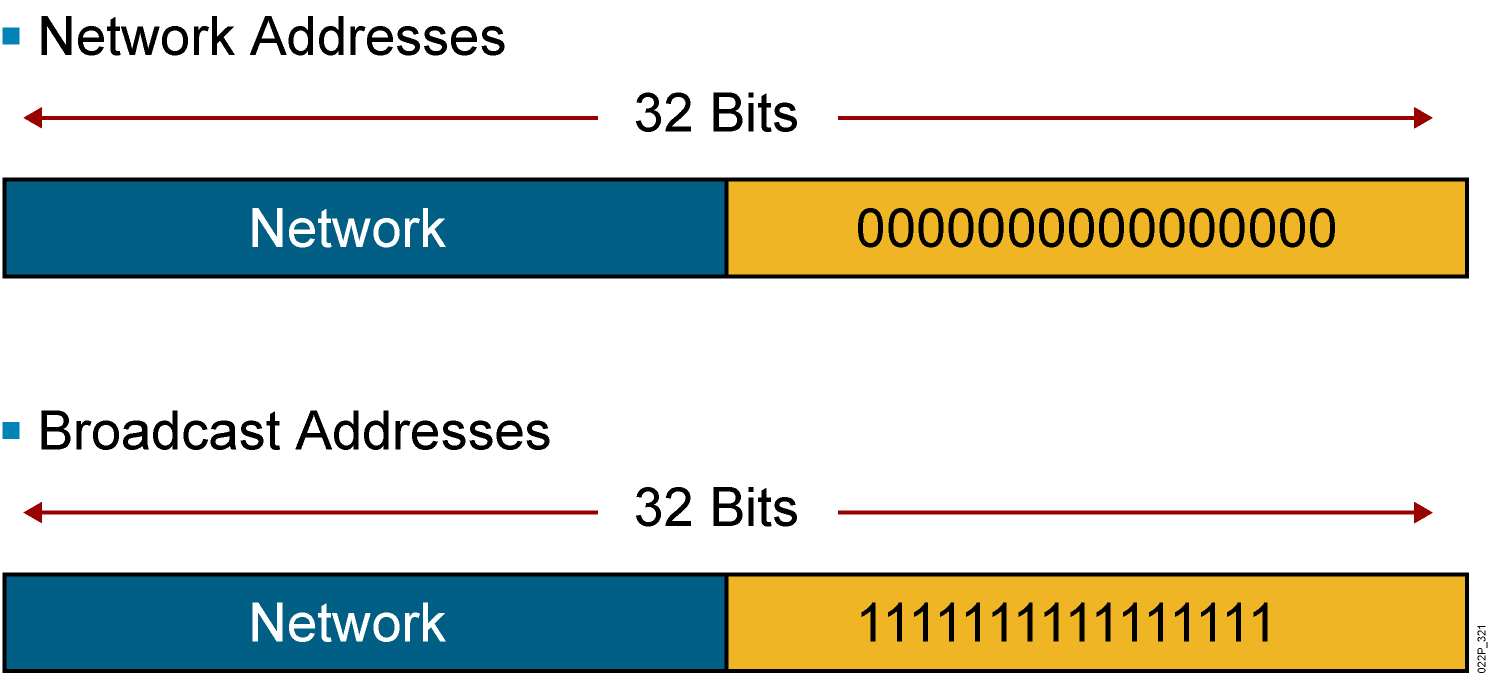 Network Addresses
32 Bits
Network 0000000000000000
Broadcast Addresses
32 Bits
Network 1111111111111111
022P_321